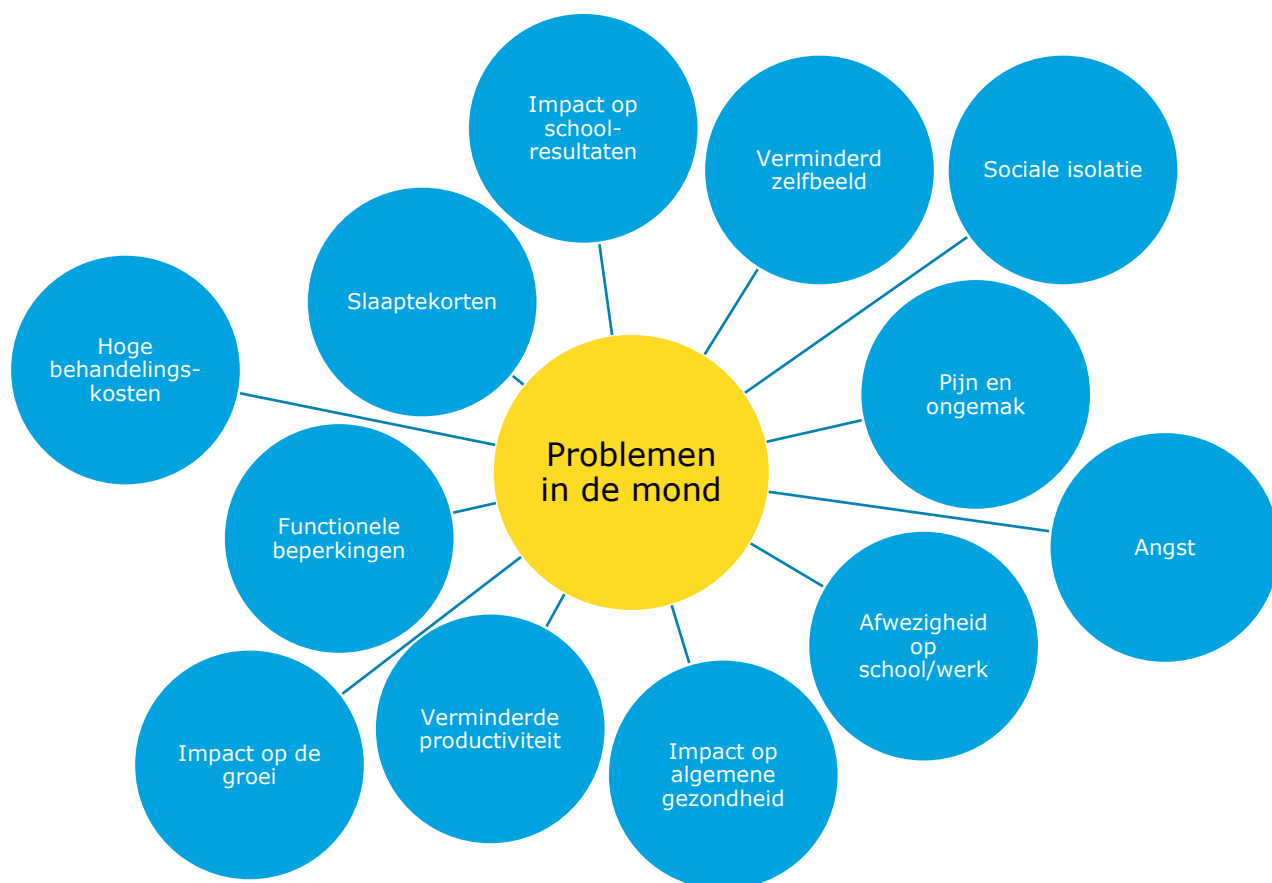 Impact op
school-
resultaten
Verminderd
zelfbeeld
Sociale isolatie
Slaaptekorten
Hoge
behandelings-
kosten
Pijn en
ongemak
Problemen
in de mond
Functionele
beperkingen
Angst
Afwezigheid
op
school/werk
Verminderde
productiviteit
Impact op de
groei
Impact op
algemene
gezondheid